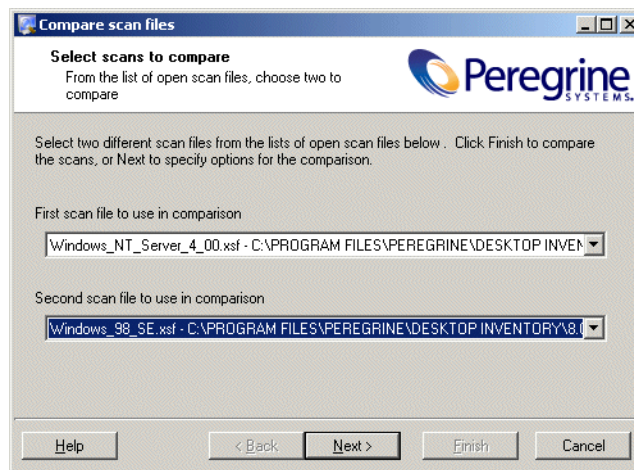 Compare scan files
Select scans to compare
From the list of open scan files, choose two to
compare
Peregrine
SYSTEMS
Select two different scan files from the lists of open scan files below . Click Finish to compare
the scans, or Next to specify options for the comparison.
First scan file to use in comparison
Windows_NT_Server_4_00.xsf - C:\PROGRAM FILES\PEREGRINE\DESKTOP INVEN
Second scan file to use in comparison
Windows_98_SE.xsf - C:\PROGRAM FILES\PEREGRINE\DESKTOP INVENTORY\8.0
Help
< Back
Next >
Finish
Cancel